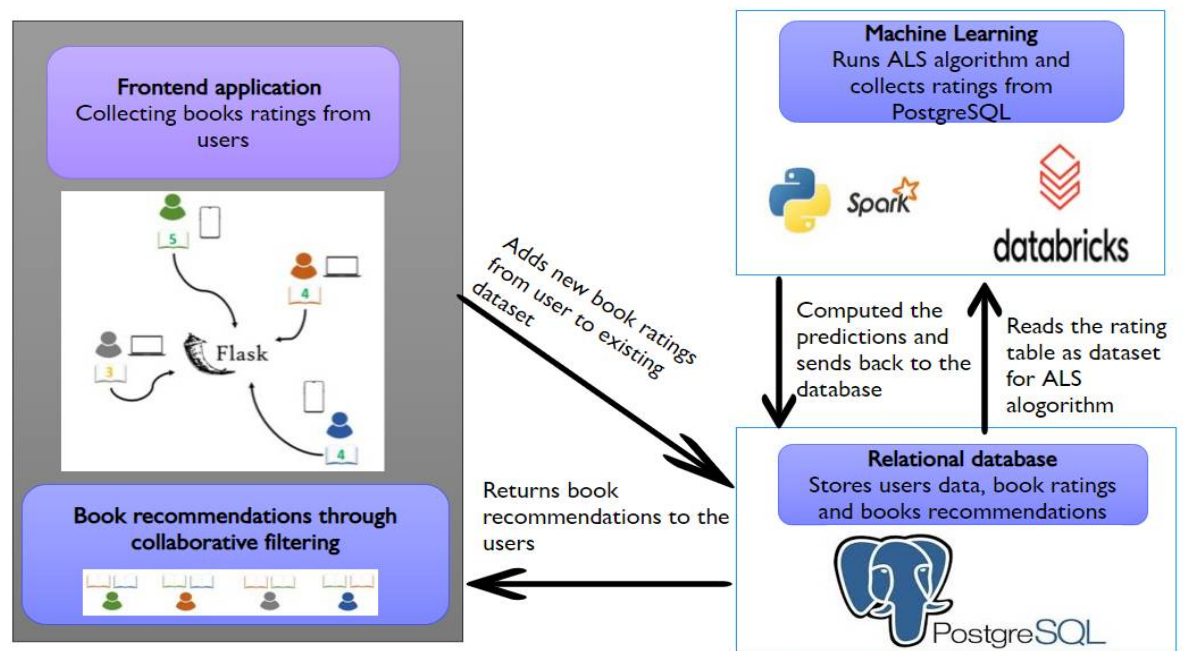 Frontend application
Collecting books ratings from
users
5
4
Flask
3
4
Book recommendations through
collaborative filtering
Adds new book ratings
from user to existing
dataset
Returns book
recommendations to the
users
Machine Learning
Runs ALS algorithm and
collects ratings from
PostgreSQL
Spark
databricks
Computed the
predictions and
sends back to the
database
Reads the rating
table as dataset
for ALS
alogorithm
Relational database
Stores users data, book ratings
and books recommendations
PostgreSQL